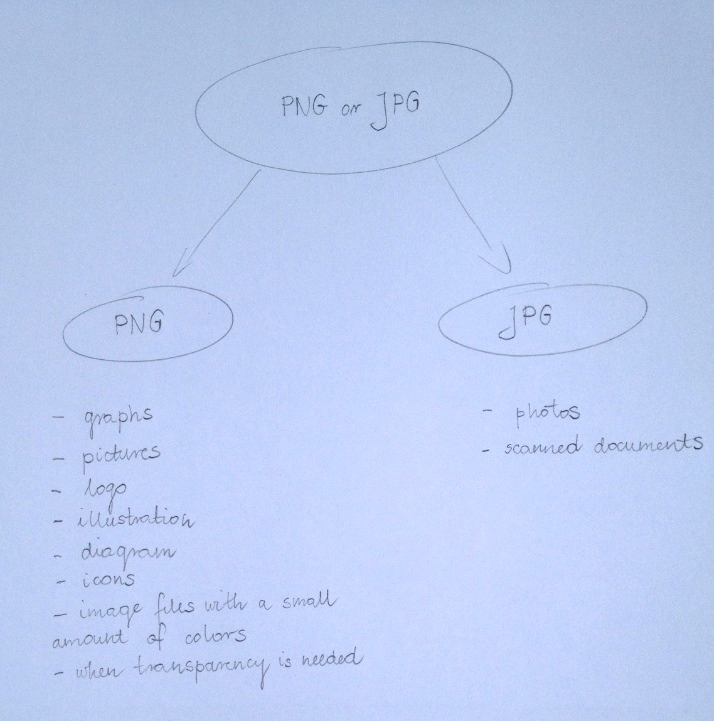 PNG or JPG
PNG
JPG
- graphs
- pictures
- logo
- illustration
- diagram
- icons
- image files with a small
amount of colors
- when transparency is needed
- photos
- scanned documents